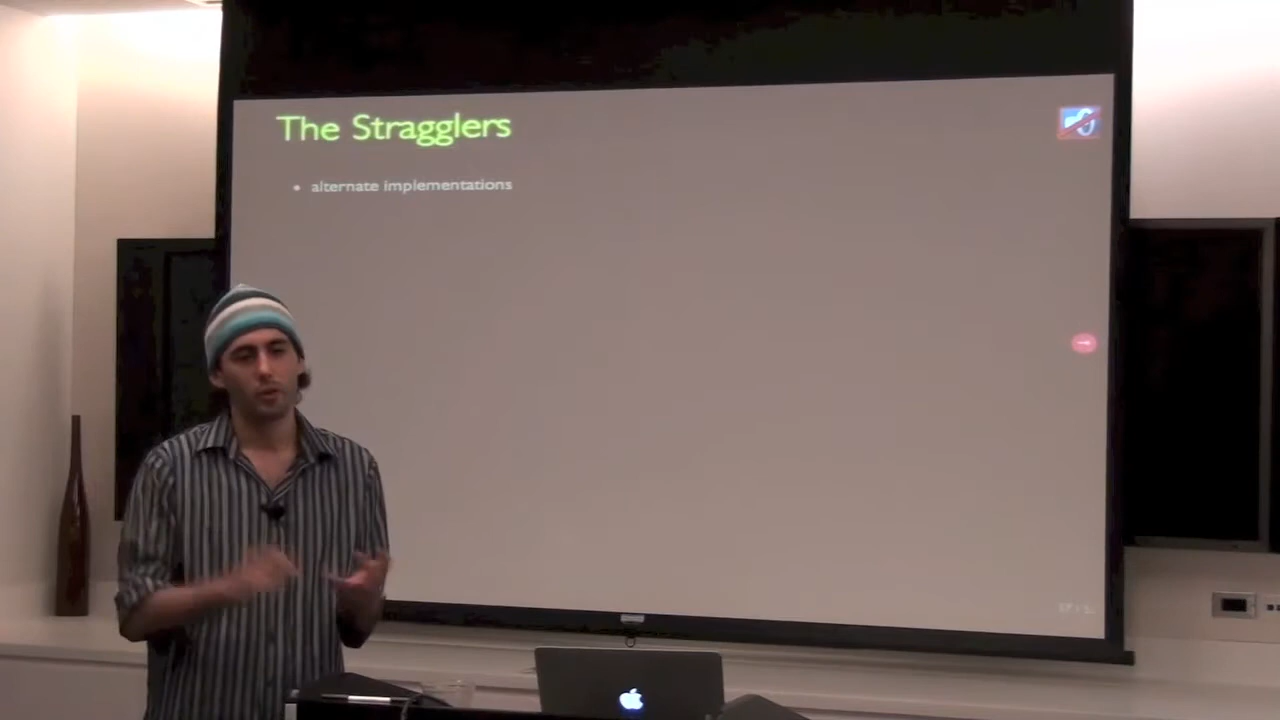 The Stragglers
• alternate implementations